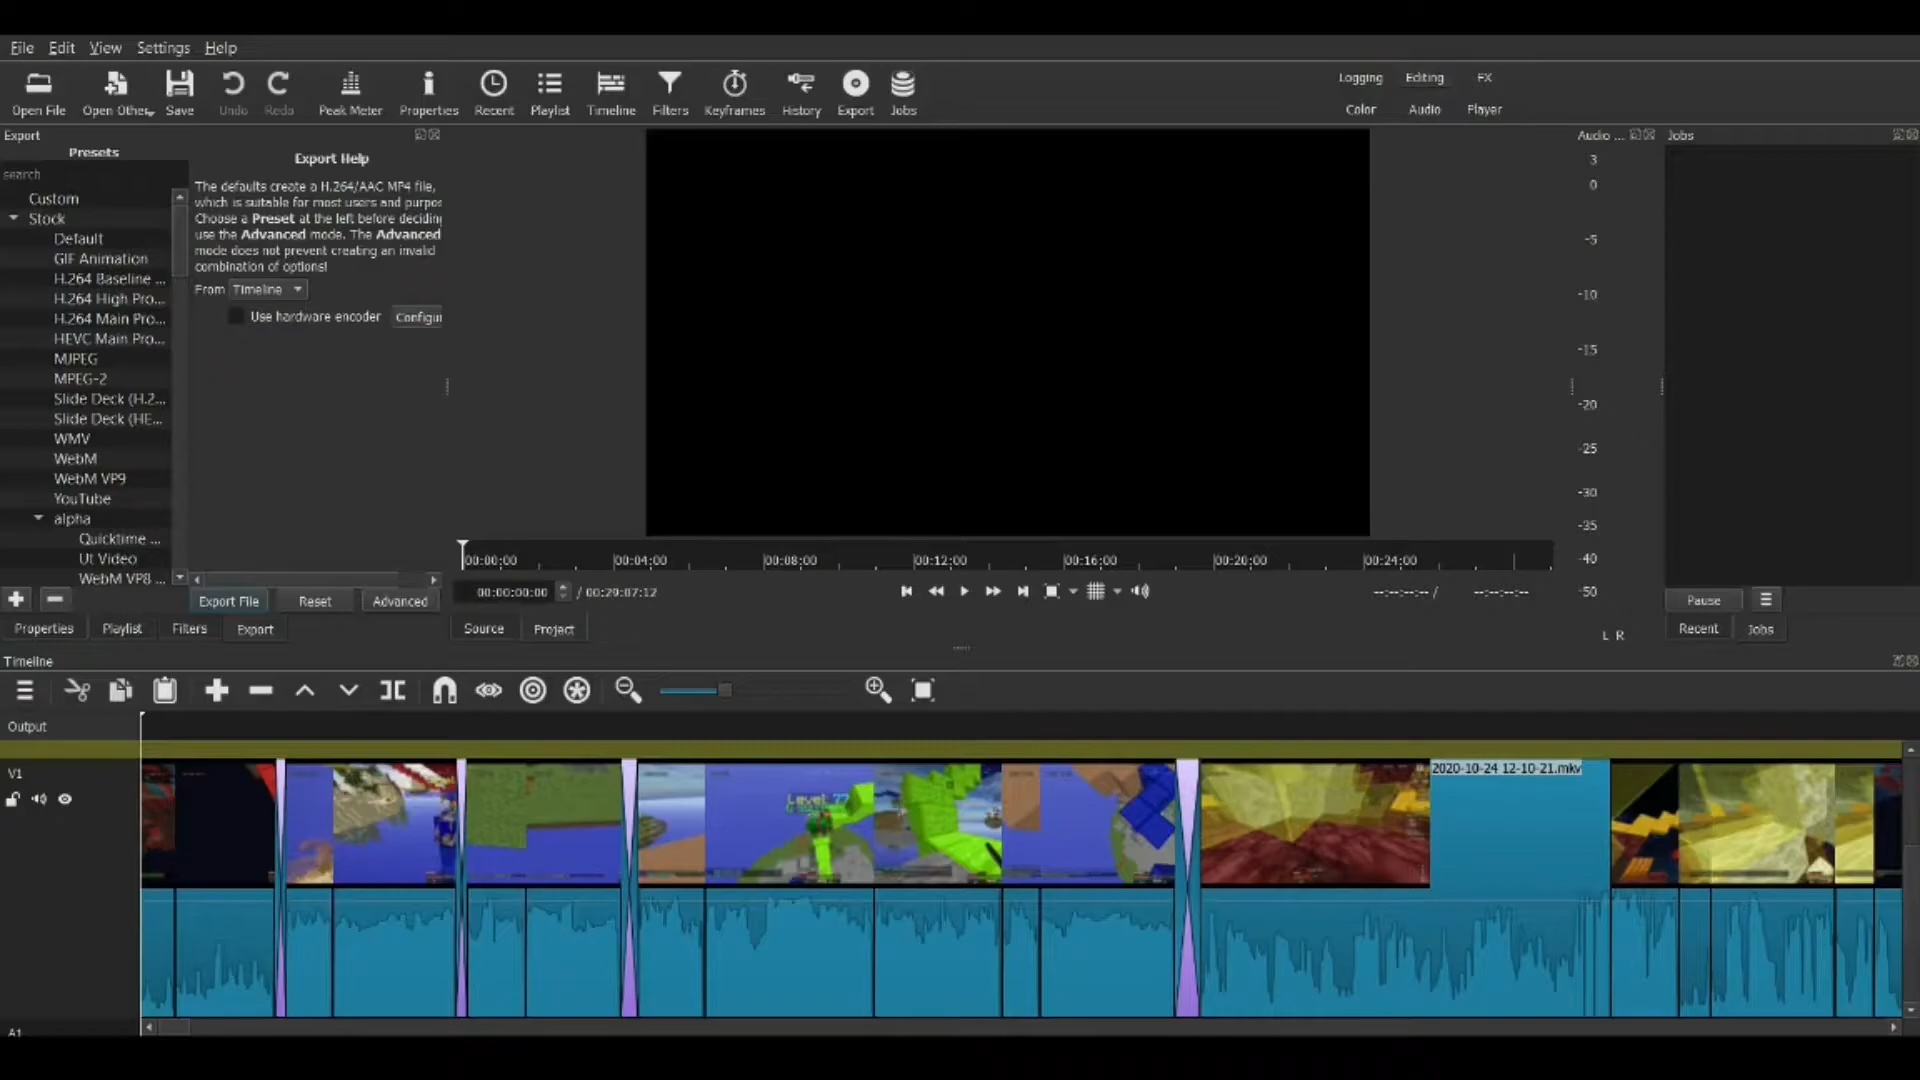 File Edit View Settings Help
Open File Open Other... Save Undo Redo Peak Meter Properties Recent Playlist Timeline Filters Keyframes History Export Jobs
Logging Editing FX
Color Audio Player
Export
Presets
search
Custom
Stock
Default
GIF Animation
H.264 Baseline ...
H.264 High Pro...
H.264 Main Pro...
HEVC Main Pro...
MJPEG
MPEG-2
Slide Deck (H.2...
Slide Deck (HE...
WMV
WebM
WebM VP9
YouTube
alpha
Quicktime ...
Ut Video
WebM VP8 ...
Export Help
The defaults create a H.264/AAC MP4 file,
which is suitable for most users and purpos
Choose a Preset at the left before deciding
use the Advanced mode. The Advanced
mode does not prevent creating an invalid
combination of options!
From Timeline
Use hardware encoder Configur
Export File Reset Advanced
Properties Playlist Filters Export
00:00:00 00:04:00 00:08:00 00:12:00 00:16:00 00:20:00 00:24:00
00:00:00:00 / 00:29:07:12
--:--:--:-- / --:--:--:--
Source Project
Audio ...
3
0
-5
-10
-15
-20
-25
-30
-35
-40
-50
L R
Jobs
Pause
Recent Jobs
Timeline
Output
V1
Level 77
2020-10-24 12-10-21.mkv
A1